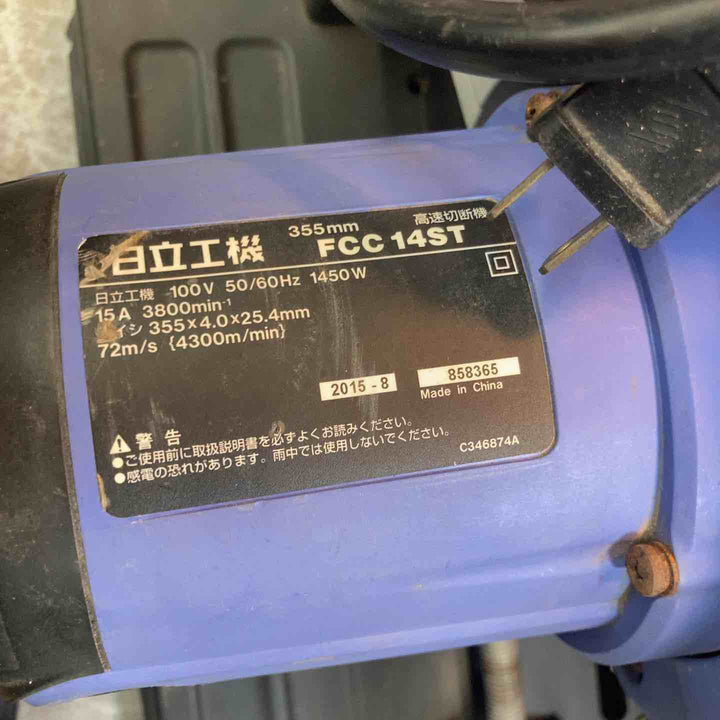 355mm 高速切断機
日立工機 FCC 14ST
日立工機 100V 50/60Hz 1450W
15A 3800min⁻¹
イシ 355×4.0×25.4mm
72m/s {4300m/min}
2015-8 858365
Made in China
警告
●ご使用前に取扱説明書を必ずよくお読みください。
●感電の恐れがあります。雨中では使用しないでください。
C346874A